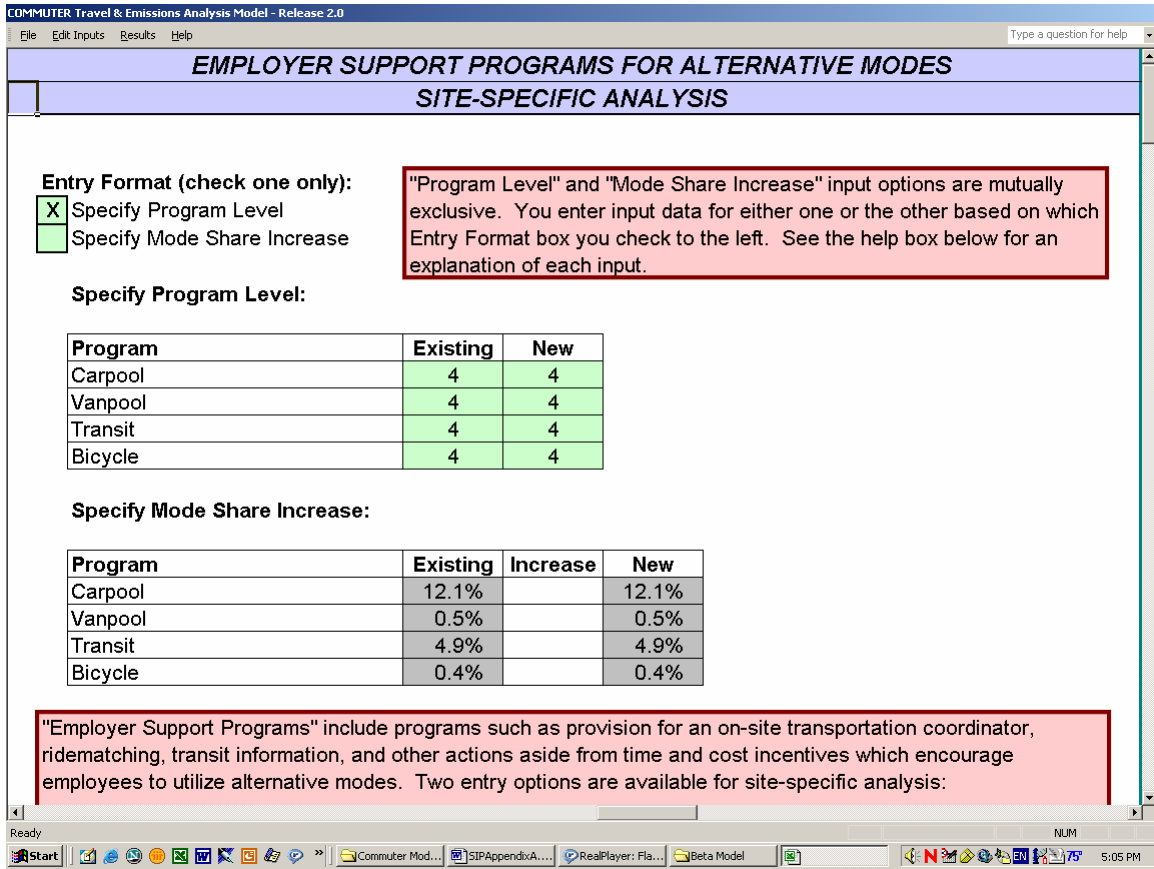 COMMUTER Travel & Emissions Analysis Model - Release 2.0
File Edit Inputs Results Help Type a question for help
EMPLOYER SUPPORT PROGRAMS FOR ALTERNATIVE MODES
SITE-SPECIFIC ANALYSIS
Entry Format (check one only):
X Specify Program Level
Specify Mode Share Increase
"Program Level" and "Mode Share Increase" input options are mutually
exclusive. You enter input data for either one or the other based on which
Entry Format box you check to the left. See the help box below for an
explanation of each input.
Specify Program Level:
Program Existing New
Carpool 4 4
Vanpool 4 4
Transit 4 4
Bicycle 4 4
Specify Mode Share Increase:
Program Existing Increase New
Carpool 12.1% 12.1%
Vanpool 0.5% 0.5%
Transit 4.9% 4.9%
Bicycle 0.4% 0.4%
"Employer Support Programs" include programs such as provision for an on-site transportation coordinator,
ridematching, transit information, and other actions aside from time and cost incentives which encourage
employees to utilize alternative modes. Two entry options are available for site-specific analysis:
Ready NUM
Start » Commuter Mod... SIPAppendixA.... RealPlayer: Fla... Beta Model EN 75° 5:05 PM